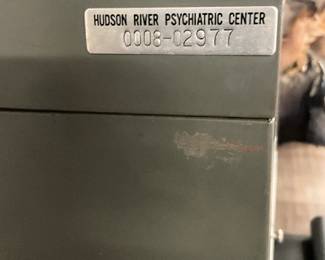 HUDSON RIVER PSYCHIATRIC CENTER
0008-02977